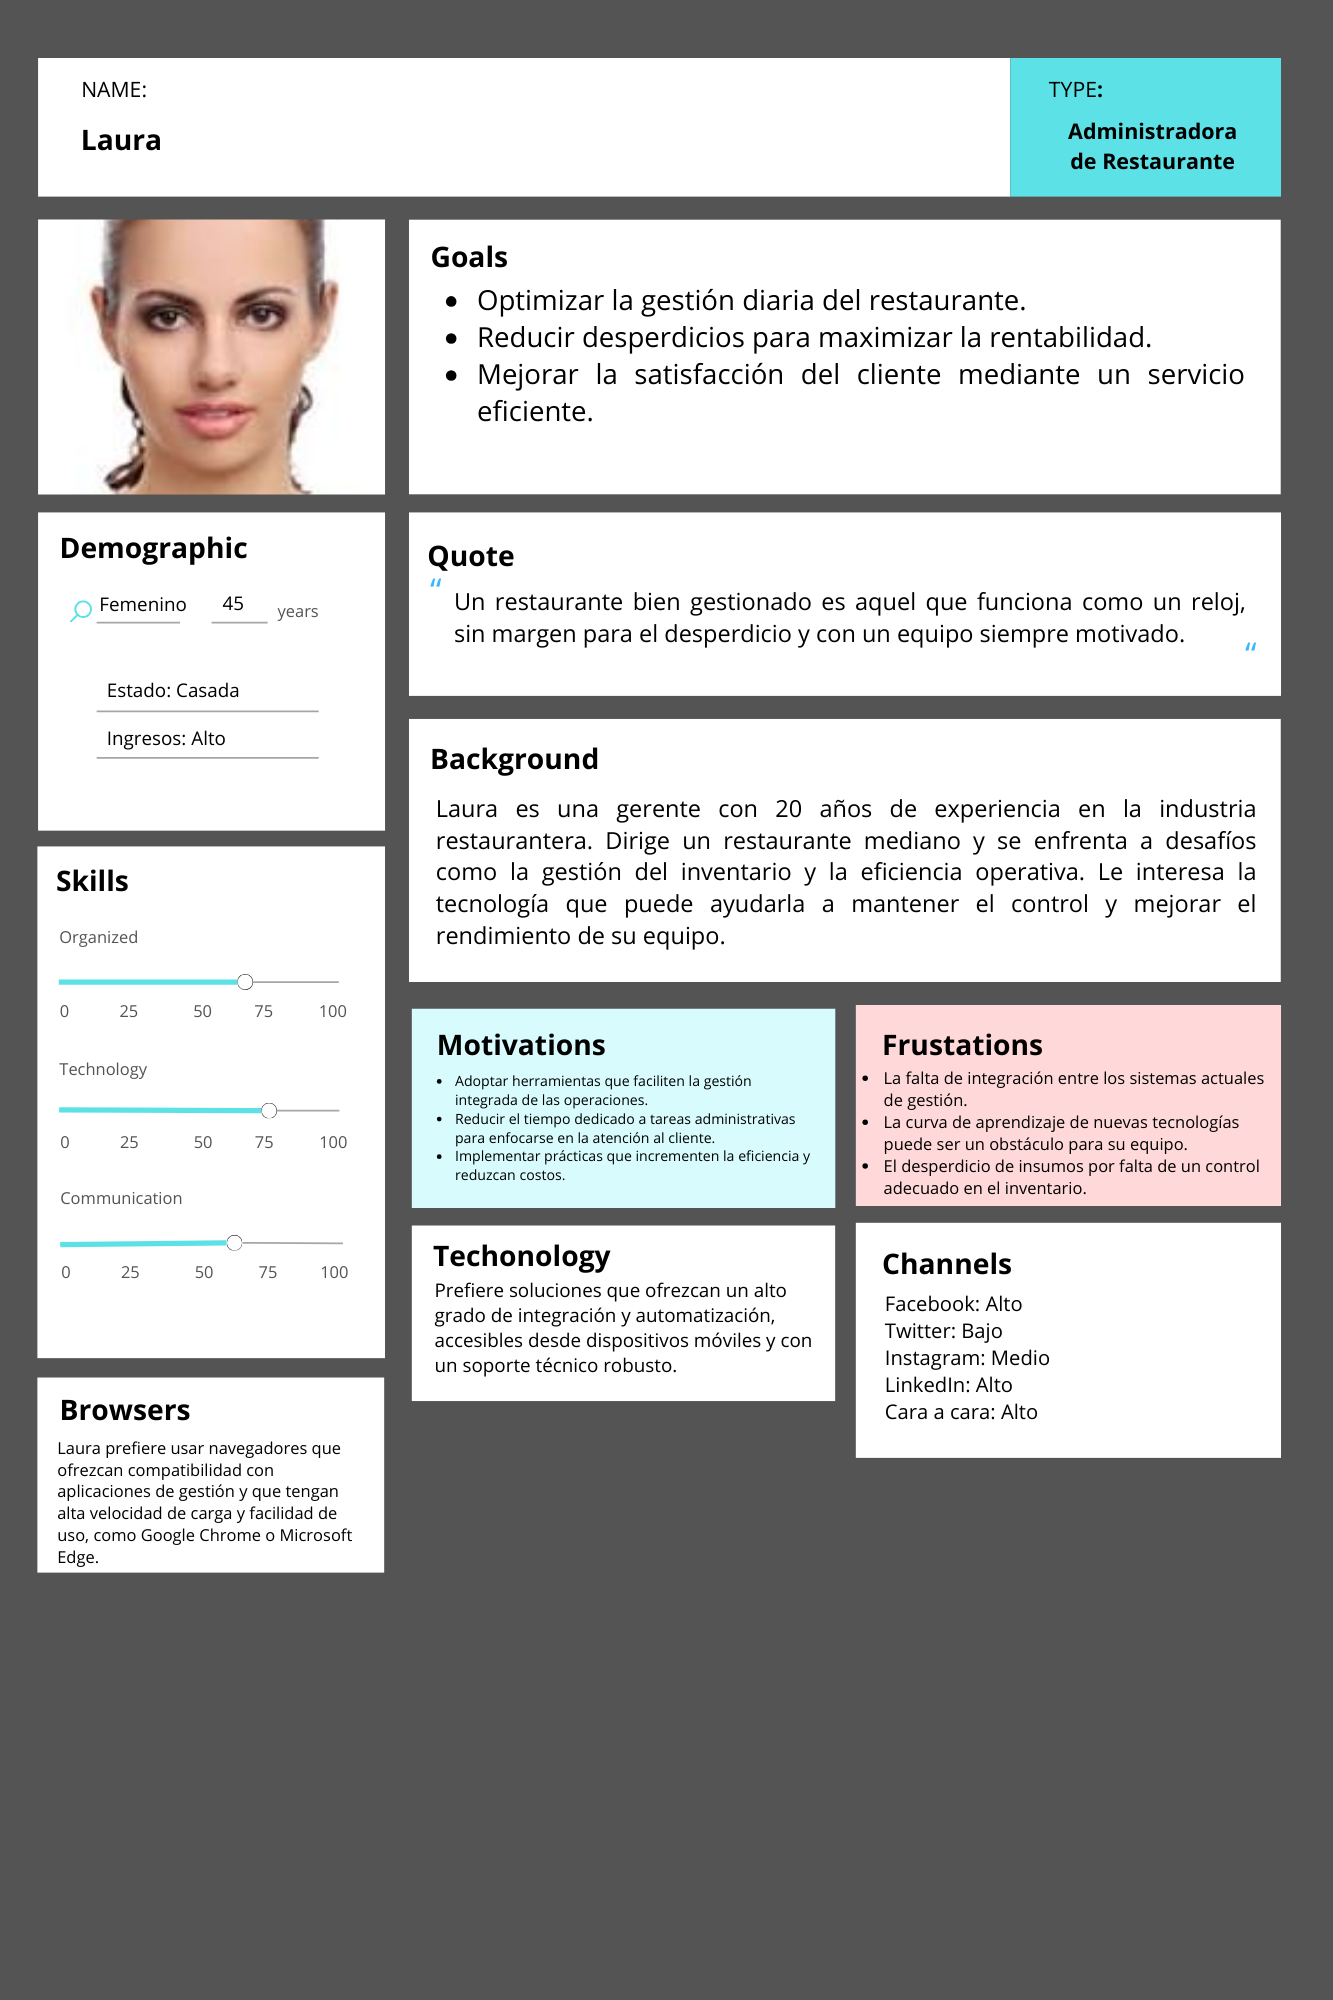 NAME:
Laura
TYPE:
Administradora
de Restaurante
Goals
• Optimizar la gestión diaria del restaurante.
• Reducir desperdicios para maximizar la rentabilidad.
• Mejorar la satisfacción del cliente mediante un servicio
eficiente.
Demographic
Femenino 45 years
Estado: Casada
Ingresos: Alto
Quote
“
Un restaurante bien gestionado es aquel que funciona como un reloj,
sin margen para el desperdicio y con un equipo siempre motivado.
“
Background
Laura es una gerente con 20 años de experiencia en la industria
restaurantera. Dirige un restaurante mediano y se enfrenta a desafíos
como la gestión del inventario y la eficiencia operativa. Le interesa la
tecnología que puede ayudarla a mantener el control y mejorar el
rendimiento de su equipo.
Skills
Organized
0 25 50 75 100
Technology
0 25 50 75 100
Communication
0 25 50 75 100
Motivations
• Adoptar herramientas que faciliten la gestión
integrada de las operaciones.
• Reducir el tiempo dedicado a tareas administrativas
para enfocarse en la atención al cliente.
• Implementar prácticas que incrementen la eficiencia y
reduzcan costos.
Frustations
• La falta de integración entre los sistemas actuales
de gestión.
• La curva de aprendizaje de nuevas tecnologías
puede ser un obstáculo para su equipo.
• El desperdicio de insumos por falta de un control
adecuado en el inventario.
Techonology
Prefiere soluciones que ofrezcan un alto
grado de integración y automatización,
accesibles desde dispositivos móviles y con
un soporte técnico robusto.
Channels
Facebook: Alto
Twitter: Bajo
Instagram: Medio
LinkedIn: Alto
Cara a cara: Alto
Browsers
Laura prefiere usar navegadores que
ofrezcan compatibilidad con
aplicaciones de gestión y que tengan
alta velocidad de carga y facilidad de
uso, como Google Chrome o Microsoft
Edge.